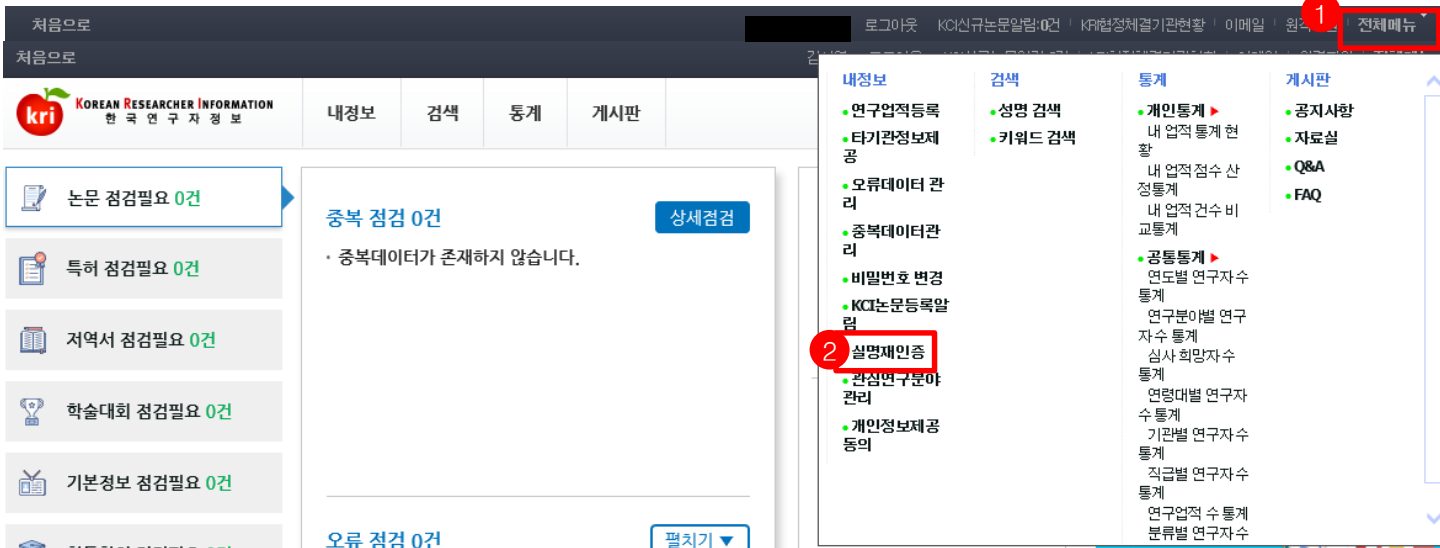 처음으로
로그아웃 KCI신규논문알림:0건 KRI협정체결기관현황 이메일 1 전체메뉴
처음으로
kri KOREAN RESEARCHER INFORMATION
한 국 연 구 자 정 보
내정보 검색 통계 게시판
논문 점검필요 0건
특허 점검필요 0건
저역서 점검필요 0건
학술대회 점검필요 0건
기본정보 점검필요 0건
중복 점검 0건 상세점검
· 중복데이터가 존재하지 않습니다.
오류 점검 0건 펼치기 ▼
내정보
• 연구업적등록
• 타기관정보제
공
• 오류데이터 관
리
• 중복데이터관
리
• 비밀번호 변경
• KCI논문등록알
림
2 실명재인증
• 관심연구분야
관리
• 개인정보제공
동의
검색
• 성명 검색
• 키워드 검색
통계
• 개인통계 ▶
내 업적 통계 현
황
내 업적 점수 산
정통계
내 업적 건수 비
교통계
• 공통통계 ▶
연도별 연구자수
통계
연구분야별 연구
자수 통계
심사 희망자수
통계
연령대별 연구자
수 통계
기관별 연구자수
통계
직급별 연구자수
통계
연구업적 수 통계
분류별 연구자수
게시판
• 공지사항
• 자료실
• Q&A
• FAQ